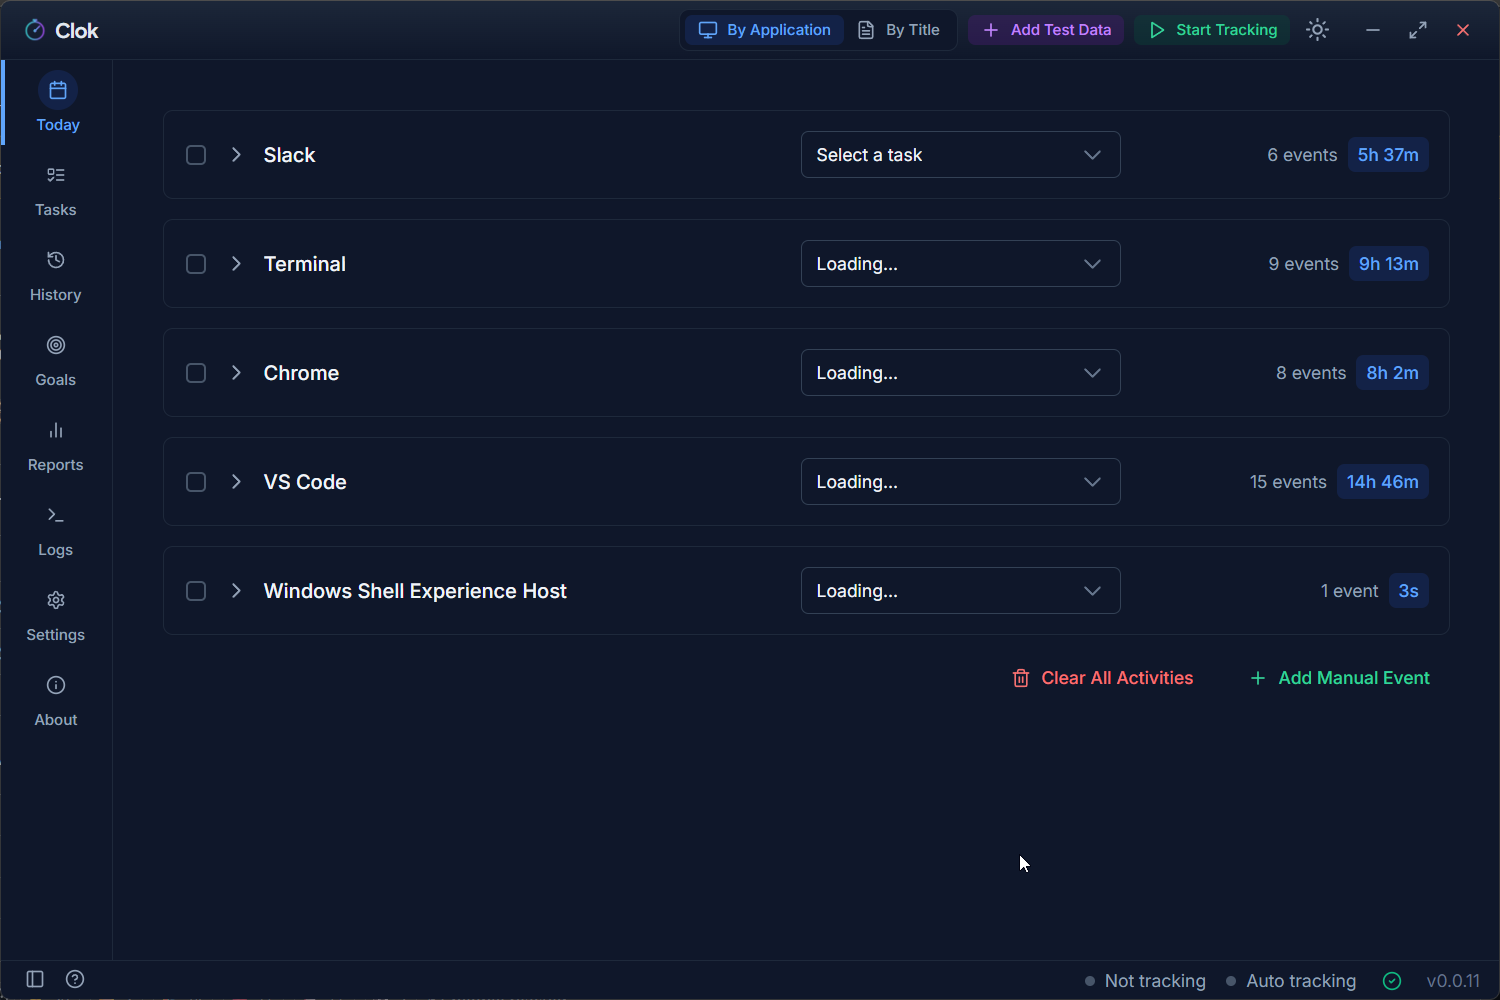 Clok
By Application
By Title
Add Test Data
Start Tracking
Today
Tasks
History
Goals
Reports
Logs
Settings
About
Slack
Select a task
6 events
5h 37m
Terminal
Loading...
9 events
9h 13m
Chrome
Loading...
8 events
8h 2m
VS Code
Loading...
15 events
14h 46m
Windows Shell Experience Host
Loading...
1 event
3s
Clear All Activities
Add Manual Event
Not tracking
Auto tracking
v0.0.11